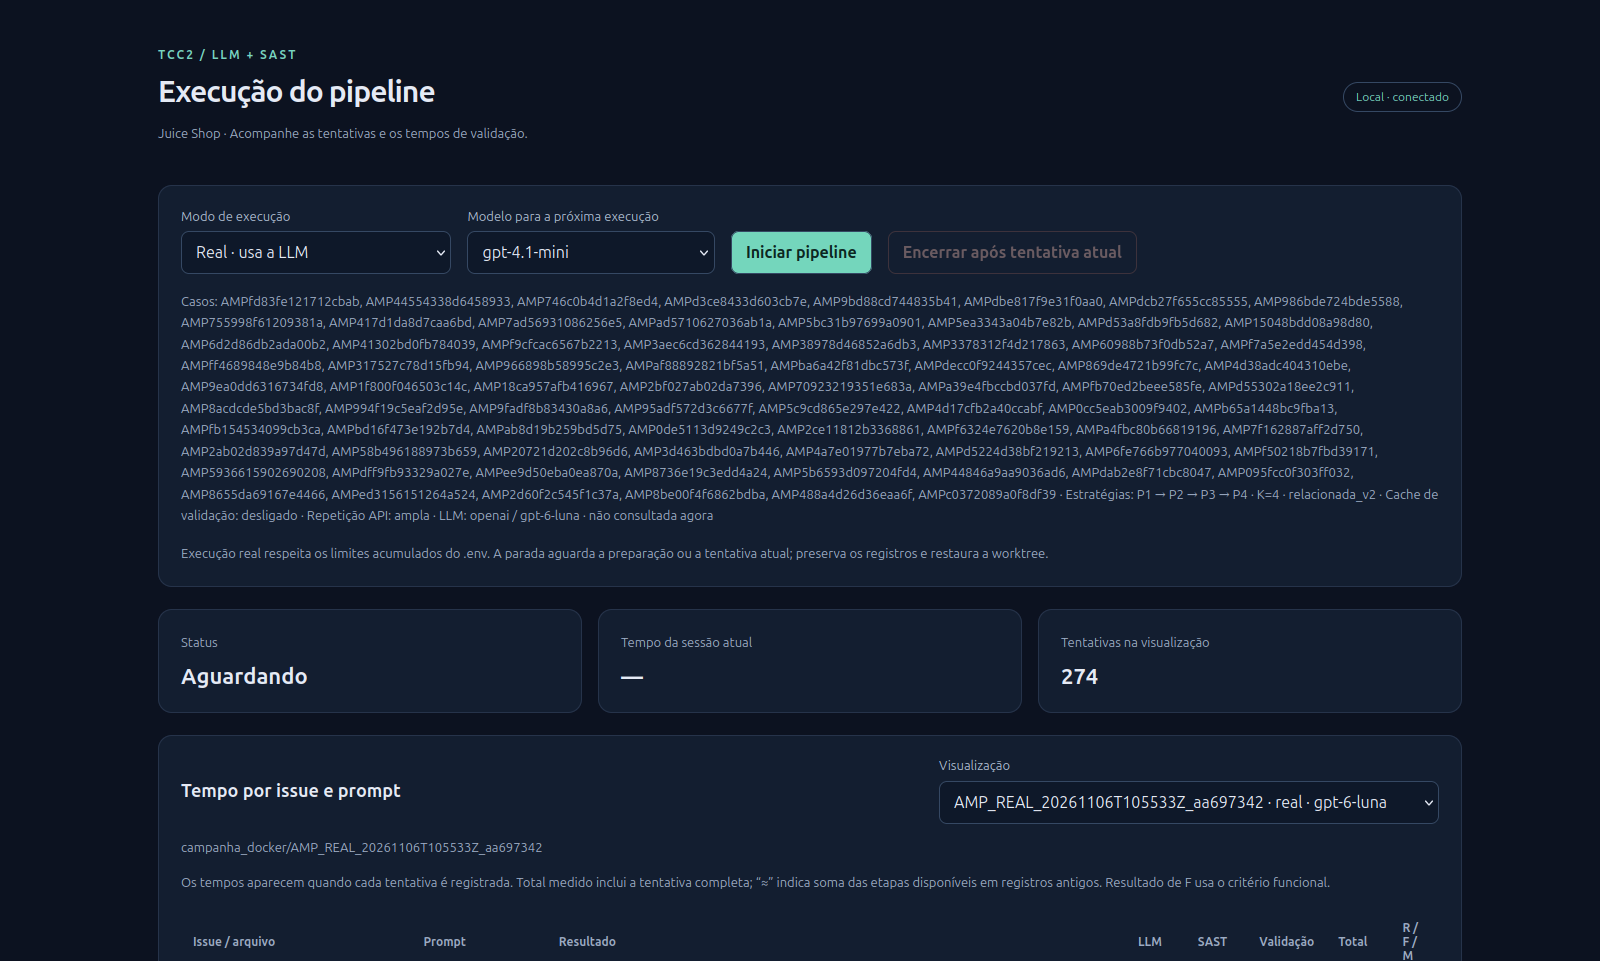 TCC2 / LLM + SAST
Execução do pipeline
Local · conectado
Juice Shop · Acompanhe as tentativas e os tempos de validação.
Modo de execução
Modelo para a próxima execução
Real · usa a LLM
gpt-4.1-mini
Iniciar pipeline
Encerrar após tentativa atual
Casos: AMPfd83fe121712cbab, AMP44554338d6458933, AMP746c0b4d1a2f8ed4, AMPd3ce8433d603cb7e, AMP9bd88cd744835b41, AMPdbe817f9e31f0aa0, AMPdcb27f655cc85555, AMP986bde724bde5588,
AMP755998f61209381a, AMP417d1da8d7caa6bd, AMP7ad56931086256e5, AMPad5710627036ab1a, AMP5bc31b97699a0901, AMP5ea3343a04b7e82b, AMPd53a8fdb9fb5d682, AMP15048bdd08a98d80,
AMP6d2d86db2ada00b2, AMP41302bd0fb784039, AMPf9cfcac6567b2213, AMP3aec6cd362844193, AMP38978d46852a6db3, AMP3378312f4d217863, AMP60988b73f0db52a7, AMPf7a5e2edd454d398,
AMPff4689848e9b84b8, AMP317527c78d15fb94, AMP966898b58995c2e3, AMPaf88892821bf5a51, AMPba6a42f81dbc573f, AMPdecc0f9244357cec, AMP869de4721b99fc7c, AMP4d38adc404310ebe,
AMP9ea0dd6316734fd8, AMP1f800f046503c14c, AMP18ca957afb416967, AMP2bf027ab02da7396, AMP70923219351e683a, AMPa39e4fbccbd037fd, AMPfb70ed2beee585fe, AMPd55302a18ee2c911,
AMP8acdcde5bd3bac8f, AMP994f19c5eaf2d95e, AMP9fadf8b83430a8a6, AMP95adf572d3c6677f, AMP5c9cd865e297e422, AMP4d17cfb2a40ccabf, AMP0cc5eab3009f9402, AMPb65a1448bc9fba13,
AMPfb154534099cb3ca, AMPbd16f473e192b7d4, AMPab8d19b259bd5d75, AMP0de5113d9249c2c3, AMP2ce11812b3368861, AMPf6324e7620b8e159, AMPa4fbc80b66819196, AMP7f162887aff2d750,
AMP2ab02d839a97d47d, AMP58b496188973b659, AMP20721d202c8b96d6, AMP3d463bdbd0a7b446, AMP4a7e01977b7eba72, AMPd5224d38bf219213, AMP6fe766b977040093, AMPf50218b7fbd39171,
AMP5936615902690208, AMPdff9fb93329a027e, AMPee9d50eba0ea870a, AMP8736e19c3edd4a24, AMP5b6593d097204fd4, AMP44846a9aa9036ad6, AMPdab2e8f71cbc8047, AMP095fcc0f303ff032,
AMP8655da69167e4466, AMPed3156151264a524, AMP2d60f2c545f1c37a, AMP8be00f4f6862bdba, AMP488a4d26d36eaa6f, AMPc0372089a0f8df39 · Estratégias: P1 → P2 → P3 → P4 · K=4 · relacionada_v2 · Cache de
validação: desligado · Repetição API: ampla · LLM: openai / gpt-6-luna · não consultada agora
Execução real respeita os limites acumulados do .env. A parada aguarda a preparação ou a tentativa atual; preserva os registros e restaura a worktree.
Status
Aguardando
Tempo da sessão atual
—
Tentativas na visualização
274
Tempo por issue e prompt
Visualização
AMP_REAL_20261106T105533Z_aa697342 · real · gpt-6-luna
campanha_docker/AMP_REAL_20261106T105533Z_aa697342
Os tempos aparecem quando cada tentativa é registrada. Total medido inclui a tentativa completa; “≈” indica soma das etapas disponíveis em registros antigos. Resultado de F usa o critério funcional.
Issue / arquivo
Prompt
Resultado
LLM
SAST
Validação
Total
R /
F /
M